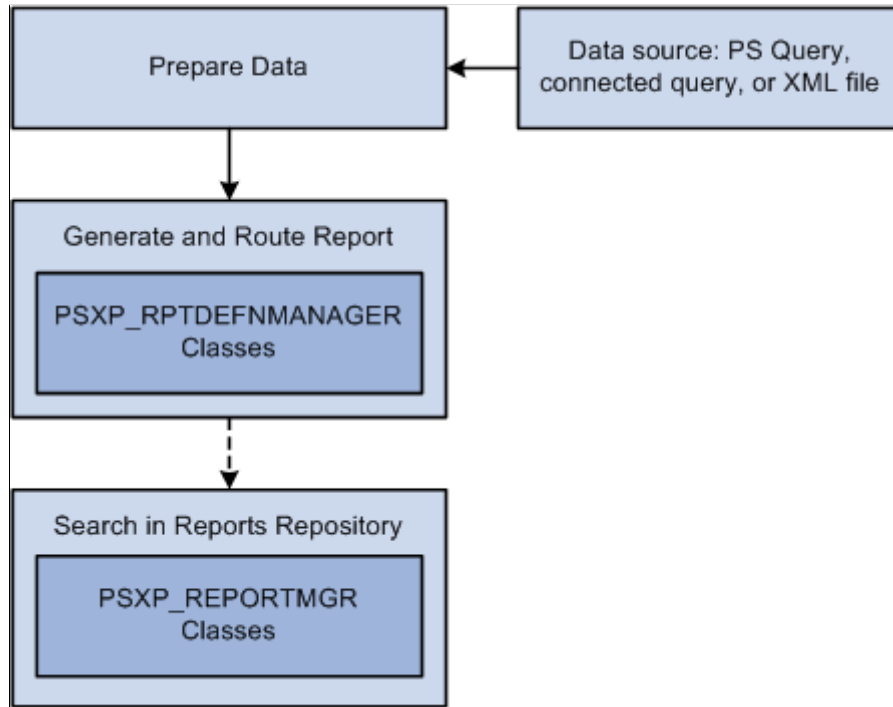 Prepare Data
Data source: PS Query,
connected query, or XML file
Generate and Route Report
PSXP_RPTDEFNMANAGER
Classes
Search in Reports Repository
PSXP_REPORTMGR
Classes